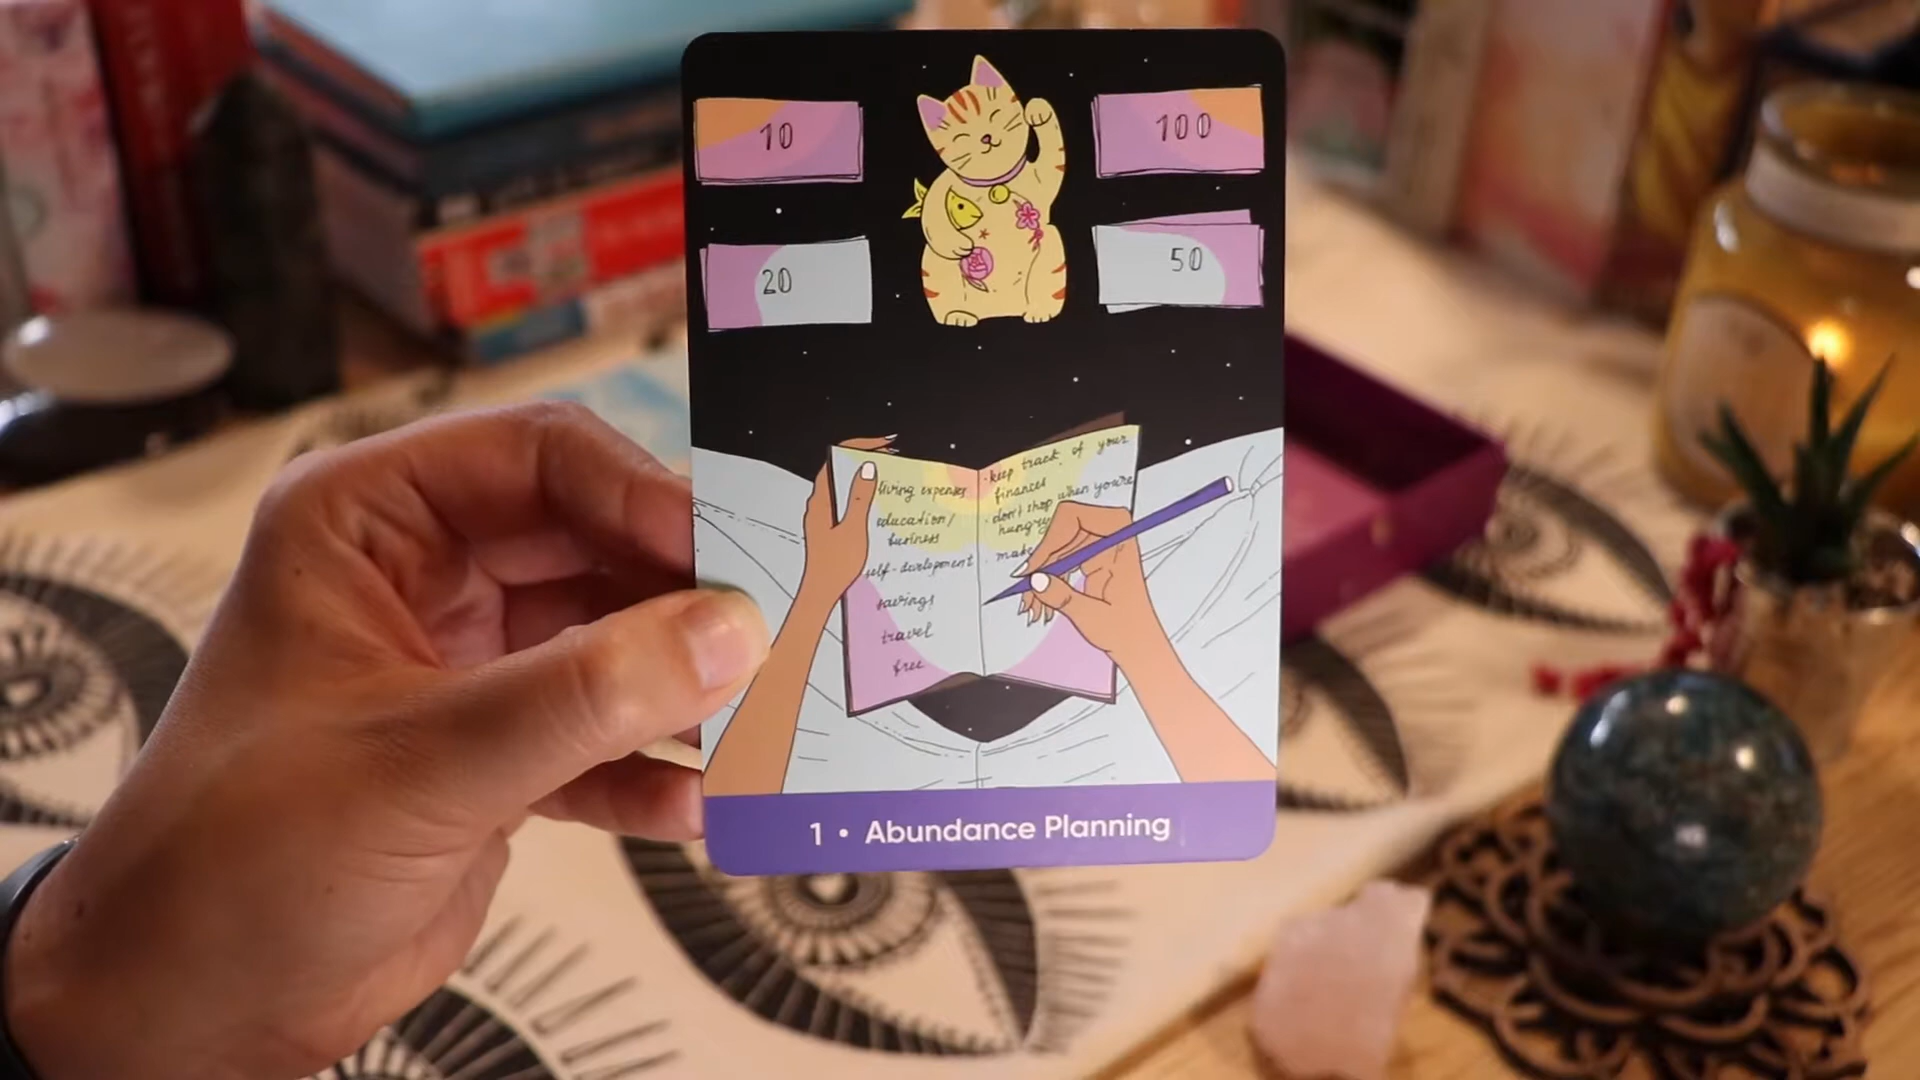 10
100
20
50
living expenses
education/
business
self-development
savings
travel
free
· keep track of your
finances
· don't shop when you're
hungry
· make
1 • Abundance Planning